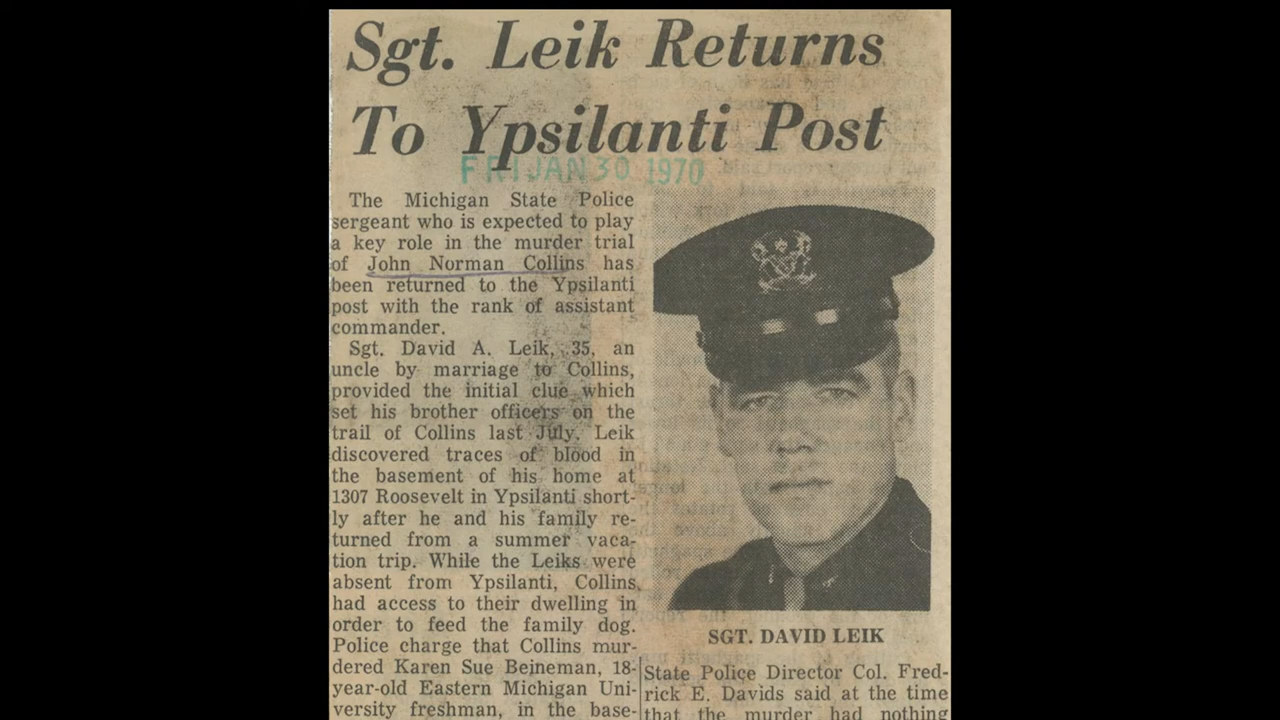 Sgt. Leik Returns
To Ypsilanti Post
FRI JAN 30 1970
The Michigan State Police
sergeant who is expected to play
a key role in the murder trial
of John Norman Collins has
been returned to the Ypsilanti
post with the rank of assistant
commander.
Sgt. David A. Leik, 35, an
uncle by marriage to Collins,
provided the initial clue which
set his brother officers on the
trail of Collins last July. Leik
discovered traces of blood in
the basement of his home at
1307 Roosevelt in Ypsilanti short-
ly after he and his family re-
turned from a summer vaca-
tion trip. While the Leiks were
absent from Ypsilanti, Collins
had access to their dwelling in
order to feed the family dog.
Police charge that Collins mur-
dered Karen Sue Beineman, 18-
year-old Eastern Michigan Uni-
versity freshman, in the base-
SGT. DAVID LEIK
State Police Director Col. Fred-
rick E. Davids said at the time
that the murder had nothing